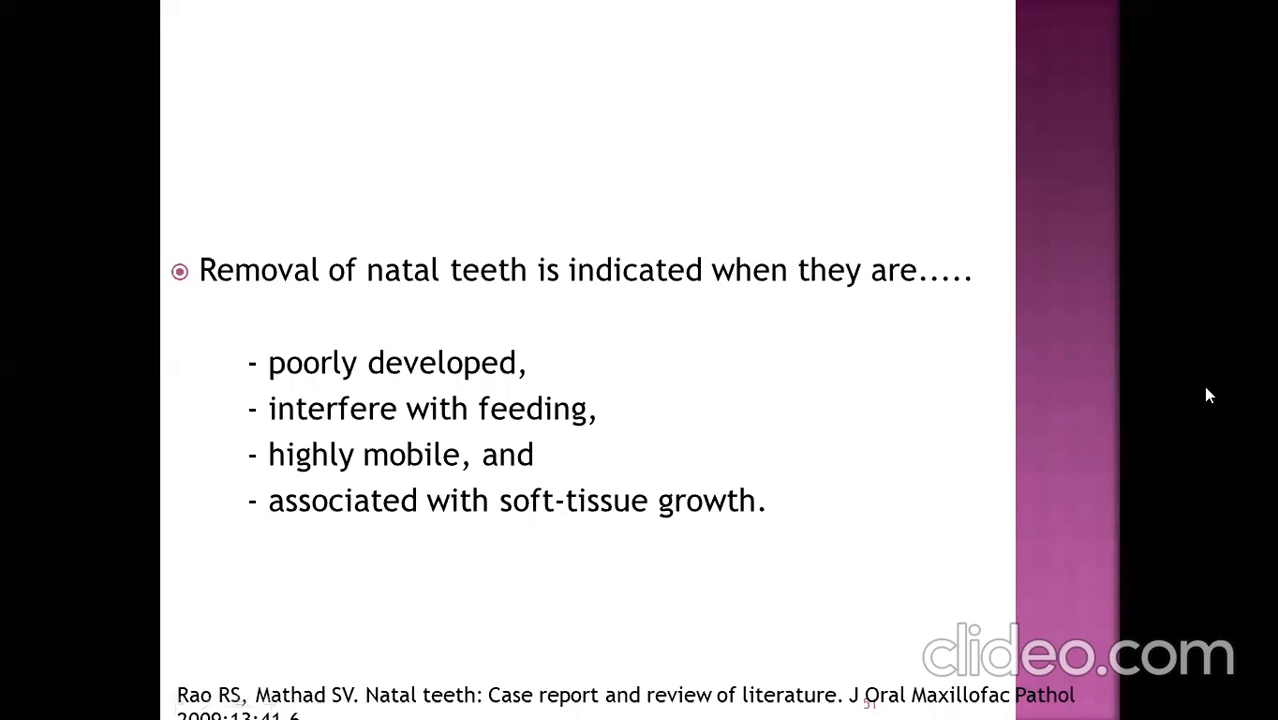 Removal of natal teeth is indicated when they are.....
- poorly developed,
- interfere with feeding,
- highly mobile, and
- associated with soft-tissue growth.
clideo.com
Rao RS, Mathad SV. Natal teeth: Case report and review of literature. J Oral Maxillofac Pathol
51
2009;13:41-6